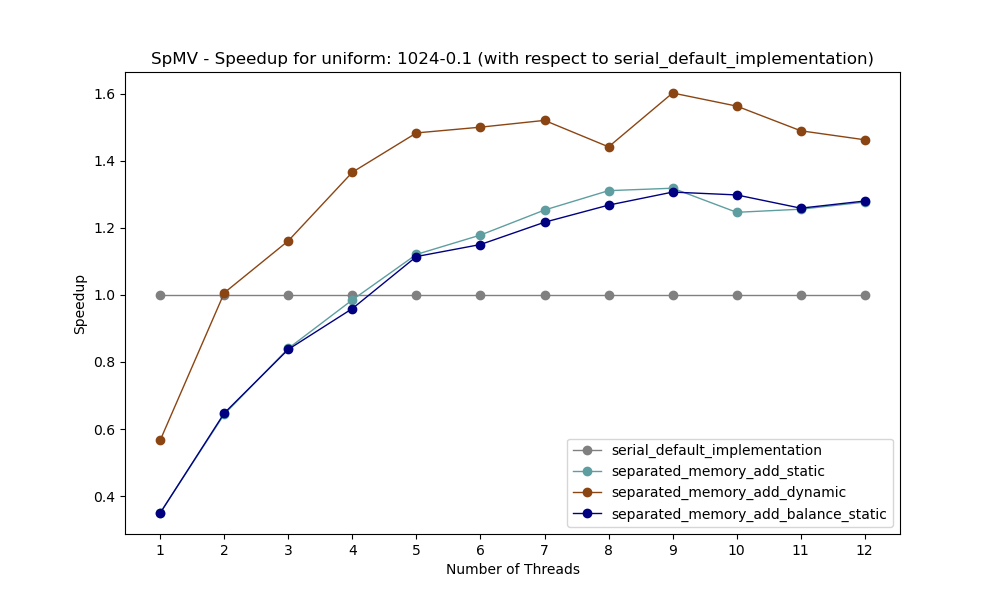 SpMV - Speedup for uniform: 1024-0.1 (with respect to serial_default_implementation)
Speedup
1.6
1.4
1.2
1.0
0.8
0.6
0.4
serial_default_implementation
separated_memory_add_static
separated_memory_add_dynamic
separated_memory_add_balance_static
1 2 3 4 5 6 7 8 9 10 11 12
Number of Threads